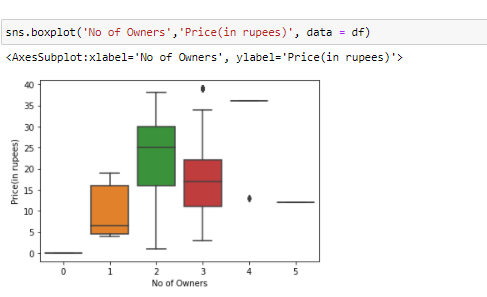 sns.boxplot('No of Owners','Price(in rupees)', data = df)
<AxesSubplot:xlabel='No of Owners', ylabel='Price(in rupees)'>
40
35
30
25
20
15
10
5
0
Price(in rupees)
0 1 2 3 4 5
No of Owners